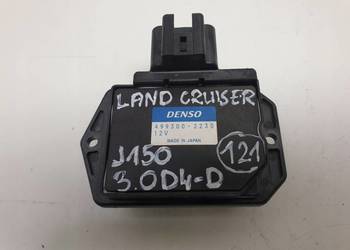 LAND CRUISER
DENSO
499300-2230
12V
MADE IN JAPAN
J150
121
3.0D4-D